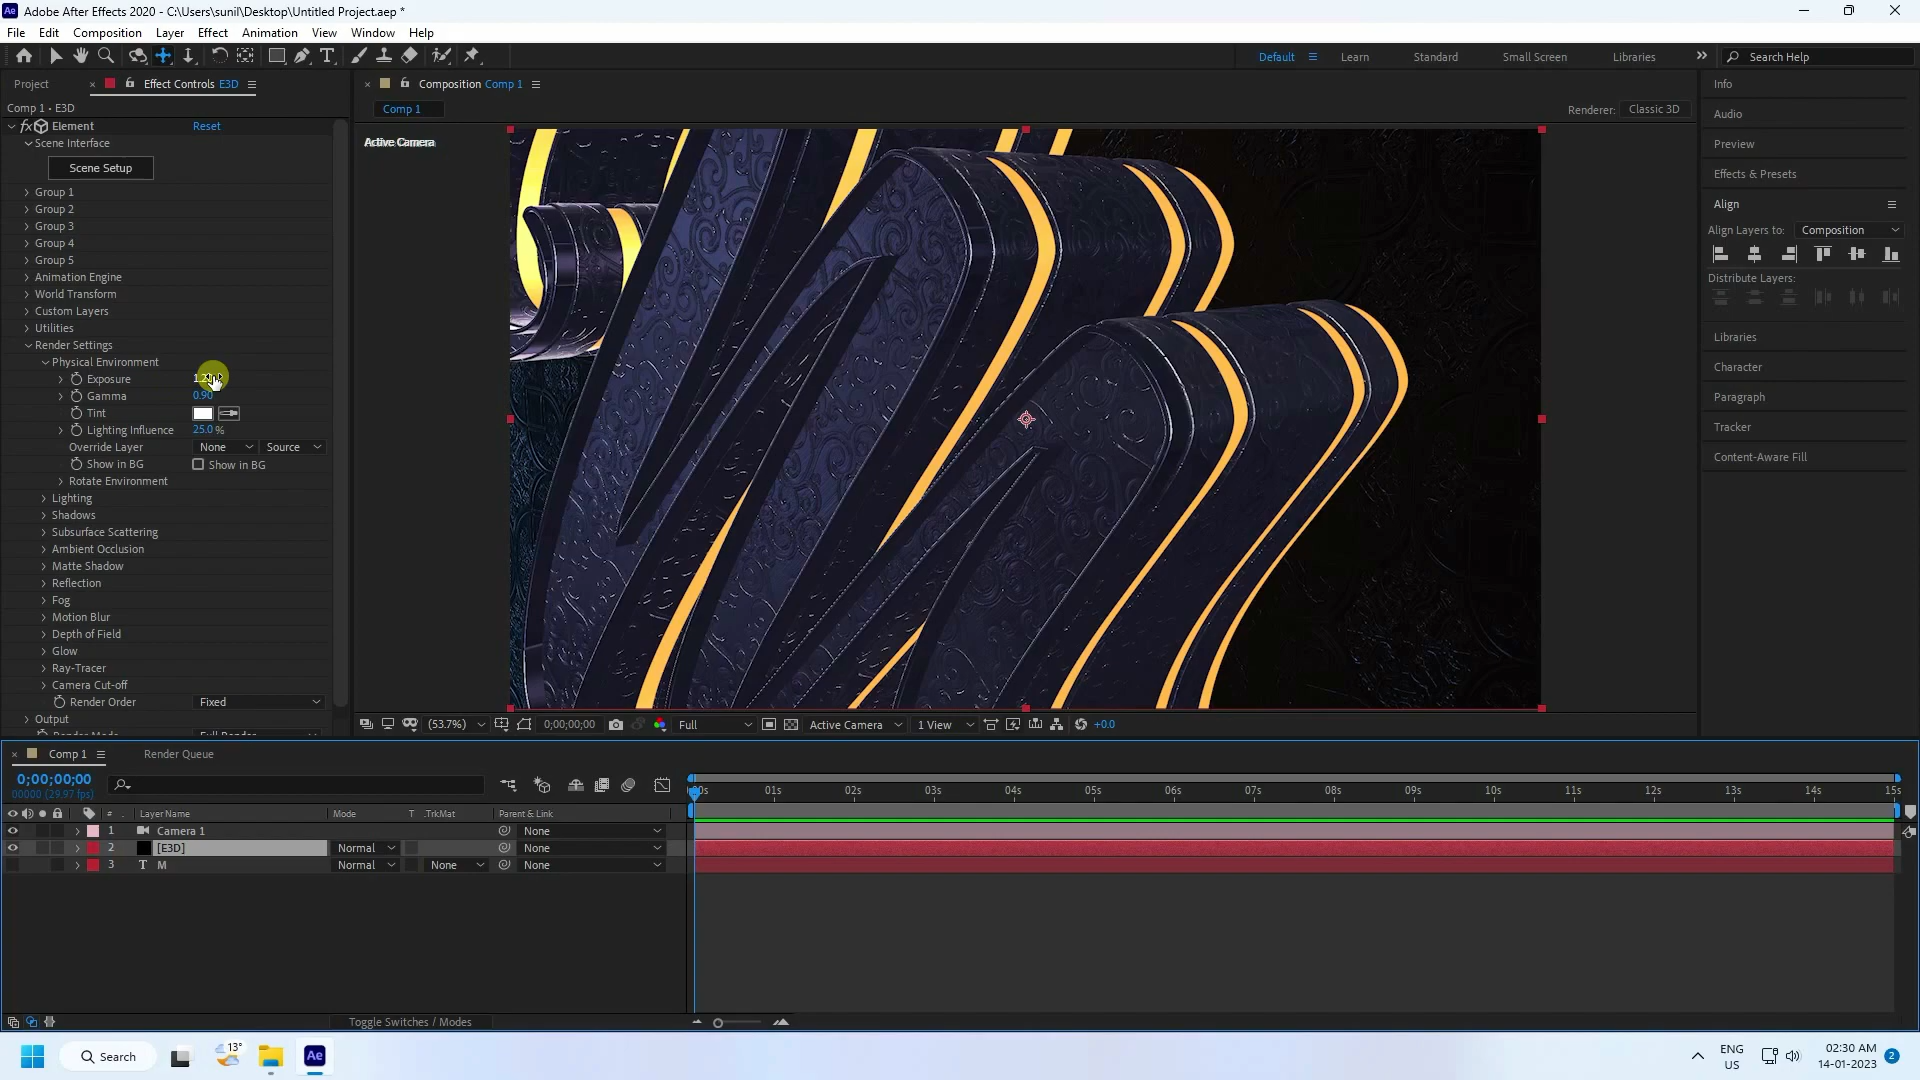 Adobe After Effects 2020 - C:\Users\sunil\Desktop\Untitled Project.aep *
File Edit Composition Layer Effect Animation View Window Help
Default Learn Standard Small Screen Libraries Search Help
Project Effect Controls E3D
Comp 1 • E3D
Element Reset
Scene Interface
Scene Setup
Group 1
Group 2
Group 3
Group 4
Group 5
Animation Engine
World Transform
Custom Layers
Utilities
Render Settings
Physical Environment
Exposure
Gamma 0.90
Tint
Lighting Influence 25.0 %
Override Layer None Source
Show in BG Show in BG
Rotate Environment
Lighting
Shadows
Subsurface Scattering
Ambient Occlusion
Matte Shadow
Reflection
Fog
Motion Blur
Depth of Field
Glow
Ray-Tracer
Camera Cut-off
Render Order Fixed
Output
Composition Comp 1
Comp 1
Renderer: Classic 3D
Active Camera
(53.7%) 0;00;00;00 Full Active Camera 1 View +0.0
Info
Audio
Preview
Effects & Presets
Align
Align Layers to: Composition
Distribute Layers:
Libraries
Character
Paragraph
Tracker
Content-Aware Fill
Comp 1 Render Queue
0;00;00;00
00000 (29.97 fps)
01s 02s 03s 04s 05s 06s 07s 08s 09s 10s 11s 12s 13s 14s 15s
# Layer Name Mode T .TrkMat Parent & Link
1 Camera 1 None
2 [E3D] Normal None
3 T M Normal None None
Toggle Switches / Modes
Search
13°
Ae
ENG
US
02:30 AM
14-01-2023
2